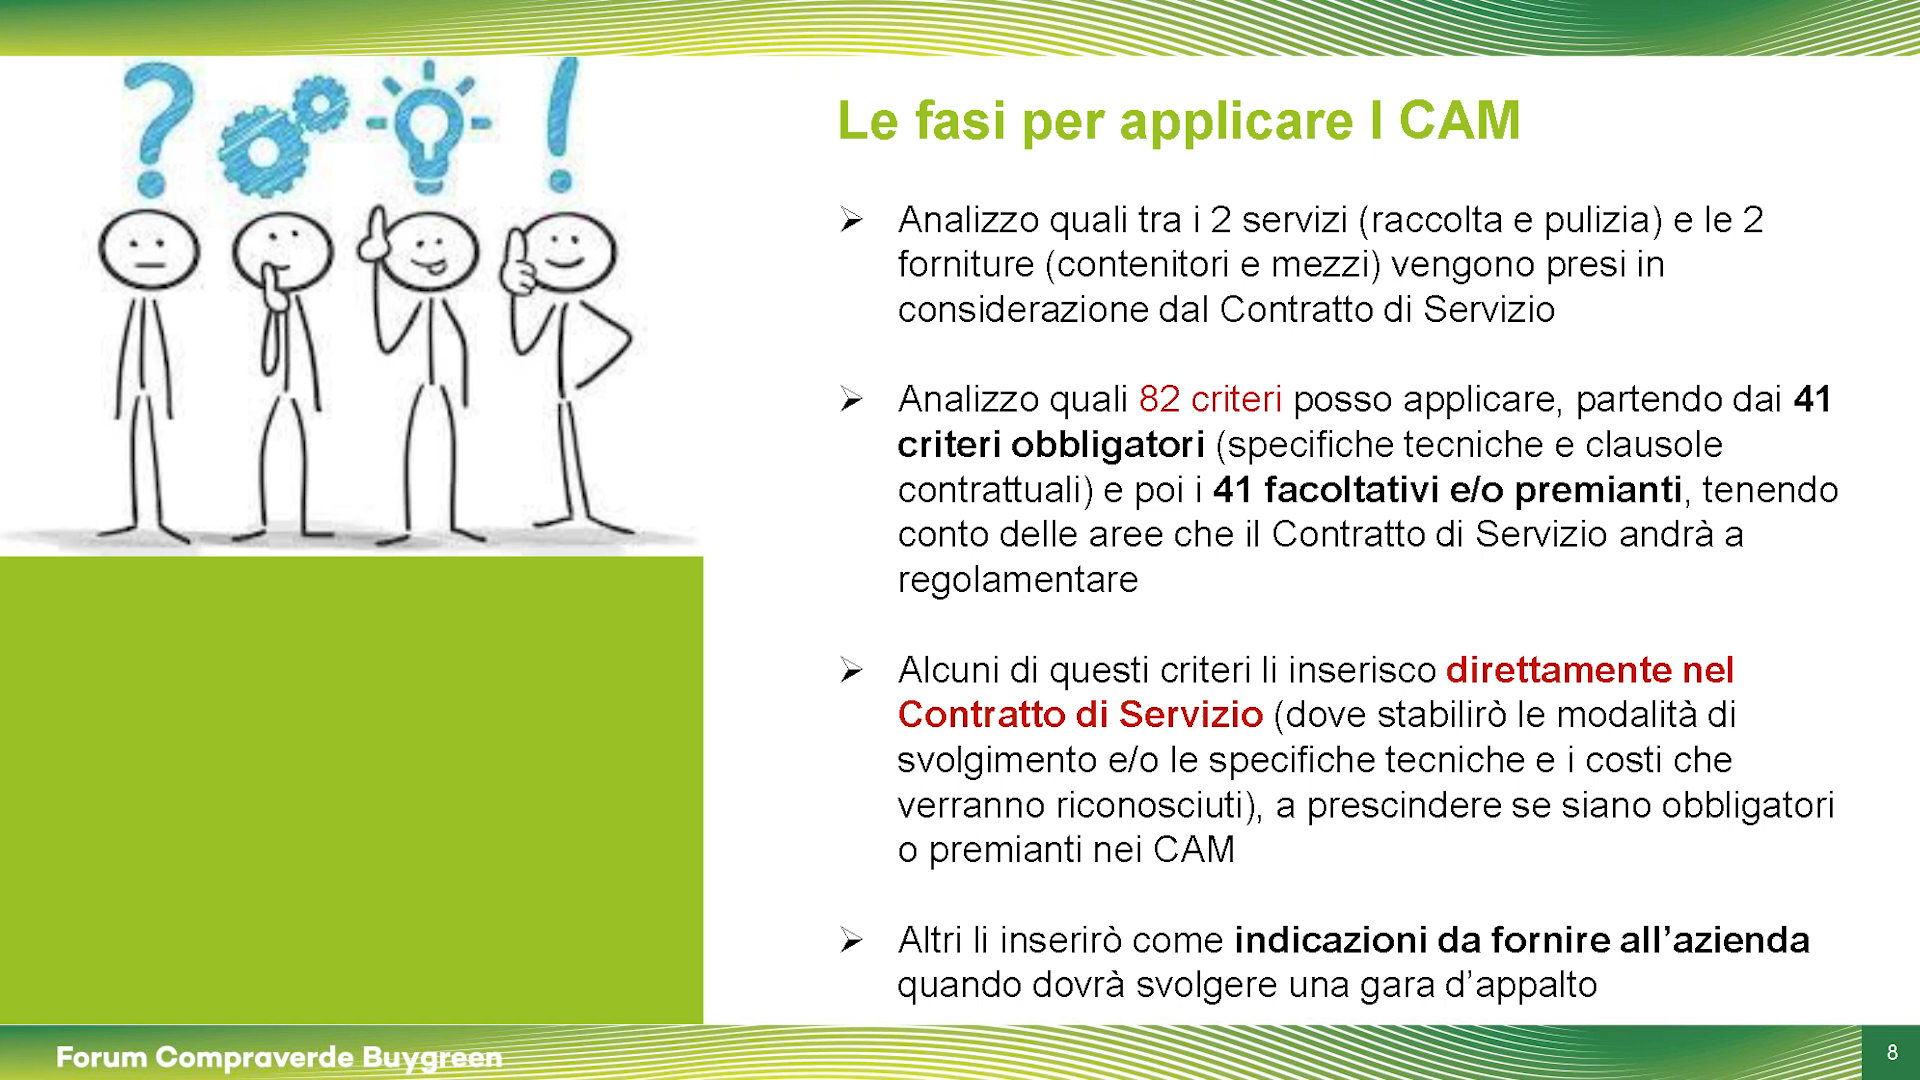 Le fasi per applicare I CAM
➢ Analizzo quali tra i 2 servizi (raccolta e pulizia) e le 2
forniture (contenitori e mezzi) vengono presi in
considerazione dal Contratto di Servizio
➢ Analizzo quali 82 criteri posso applicare, partendo dai 41
criteri obbligatori (specifiche tecniche e clausole
contrattuali) e poi i 41 facoltativi e/o premianti, tenendo
conto delle aree che il Contratto di Servizio andrà a
regolamentare
➢ Alcuni di questi criteri li inserisco direttamente nel
Contratto di Servizio (dove stabilirò le modalità di
svolgimento e/o le specifiche tecniche e i costi che
verranno riconosciuti), a prescindere se siano obbligatori
o premianti nei CAM
➢ Altri li inserirò come indicazioni da fornire all’azienda
quando dovrà svolgere una gara d’appalto
Forum Compraverde Buygreen
8